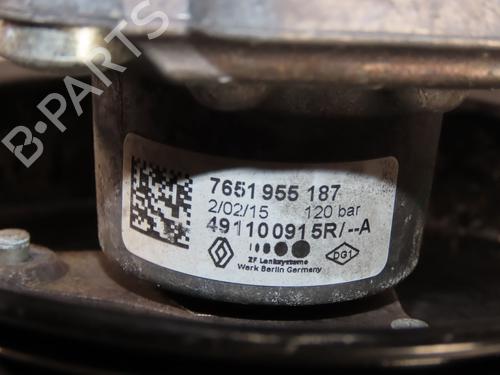 B-PARTS
7651 955 187
2/02/15 120 bar
491100915R/--A
ZF Lenksysteme
Werk Berlin Germany
DG1